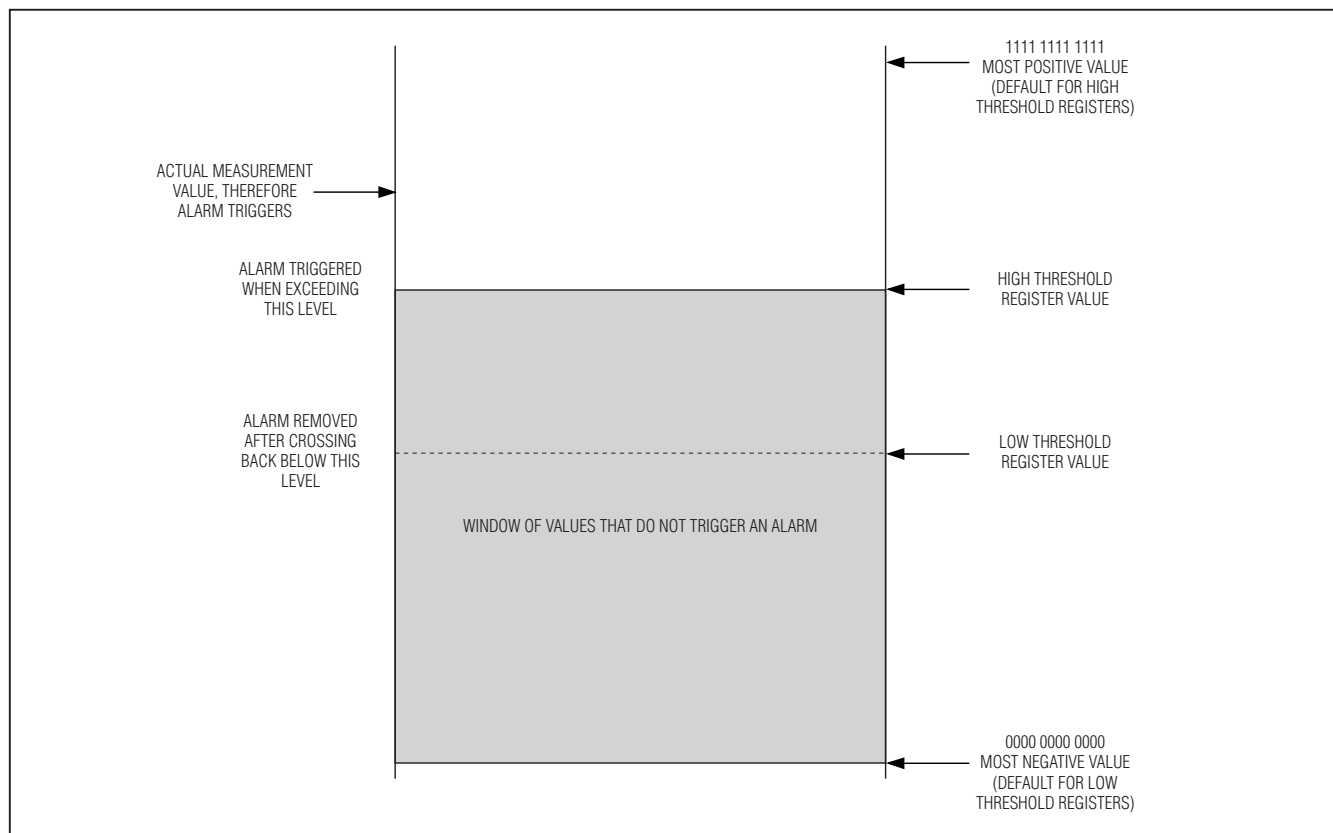 1111 1111 1111
MOST POSITIVE VALUE
(DEFAULT FOR HIGH
THRESHOLD REGISTERS)
ACTUAL MEASUREMENT
VALUE, THEREFORE
ALARM TRIGGERS
ALARM TRIGGERED
WHEN EXCEEDING
THIS LEVEL
HIGH THRESHOLD
REGISTER VALUE
ALARM REMOVED
AFTER CROSSING
BACK BELOW THIS
LEVEL
LOW THRESHOLD
REGISTER VALUE
WINDOW OF VALUES THAT DO NOT TRIGGER AN ALARM
0000 0000 0000
MOST NEGATIVE VALUE
(DEFAULT FOR LOW
THRESHOLD REGISTERS)